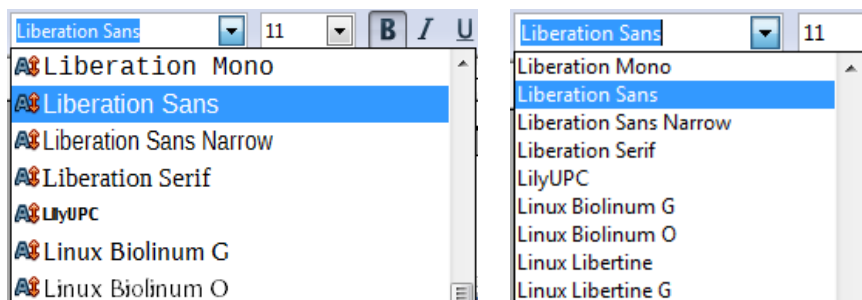 Liberation Sans 11 B I U
Liberation Mono
Liberation Sans
Liberation Sans Narrow
Liberation Serif
LilyUPC
Linux Biolinum G
Linux Biolinum O
Liberation Sans 11
Liberation Mono
Liberation Sans
Liberation Sans Narrow
Liberation Serif
LilyUPC
Linux Biolinum G
Linux Biolinum O
Linux Libertine
Linux Libertine G